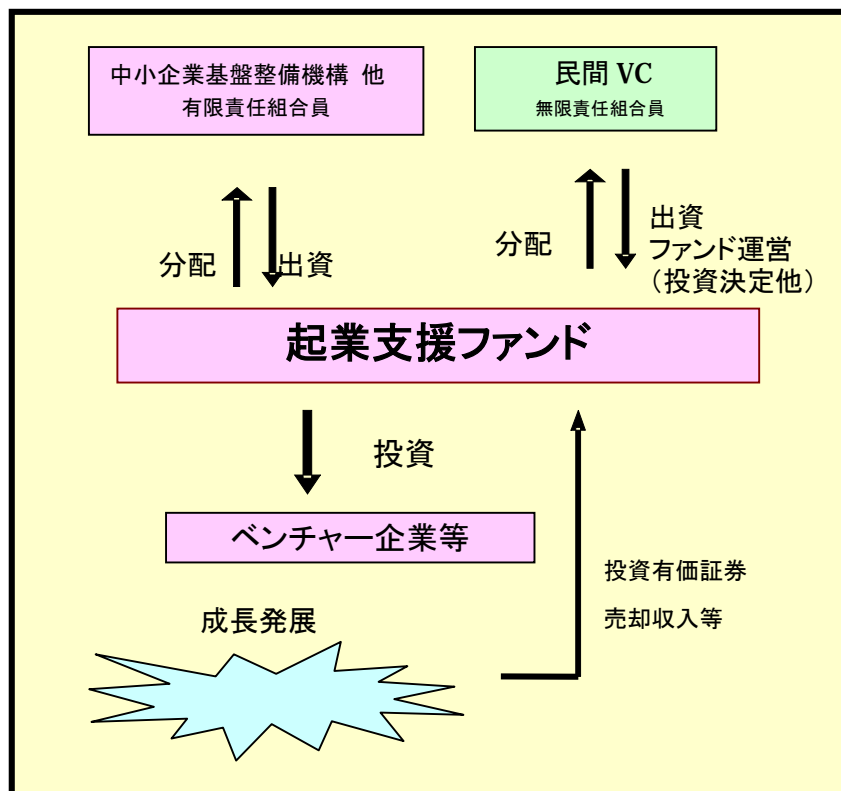 中小企業基盤整備機構 他
有限責任組合員
民間 VC
無限責任組合員
分配
出資
分配
出資
ファンド運営
（投資決定他）
起業支援ファンド
投資
ベンチャー企業等
投資有価証券
売却収入等
成長発展